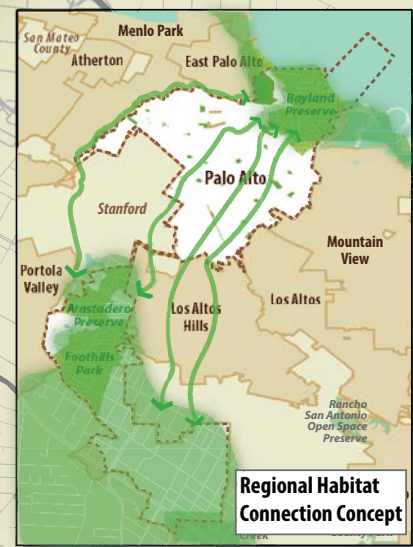 Menlo Park
San Mateo
County
Atherton
East Palo Alto
Bayland
Preserve
Palo Alto
Stanford
Mountain
View
Portola
Valley
Los Altos
Los Altos
Hills
Arastadero
Preserve
Foothills
Park
Rancho
San Antonio
Open Space
Preserve
Regional Habitat
Connection Concept
Creek